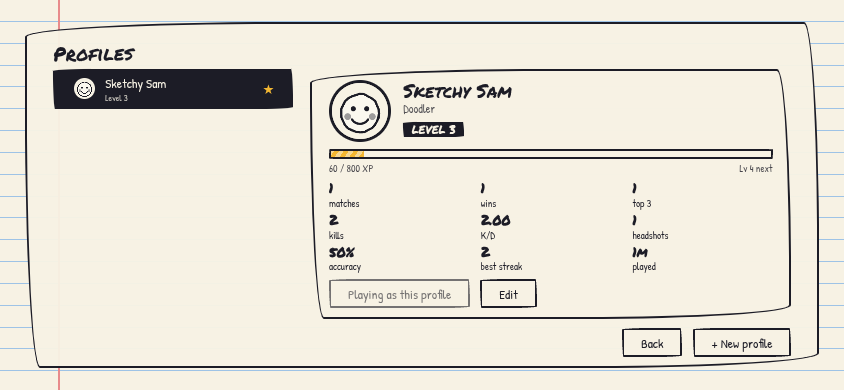 Profiles
Sketchy Sam
Level 3
Sketchy Sam
Doodler
LEVEL 3
60 / 800 XP
Lv 4 next
1 1 1
matches wins top 3
2 2.00 1
kills K/D headshots
50% 2 1m
accuracy best streak played
Playing as this profile
Edit
Back
+ New profile